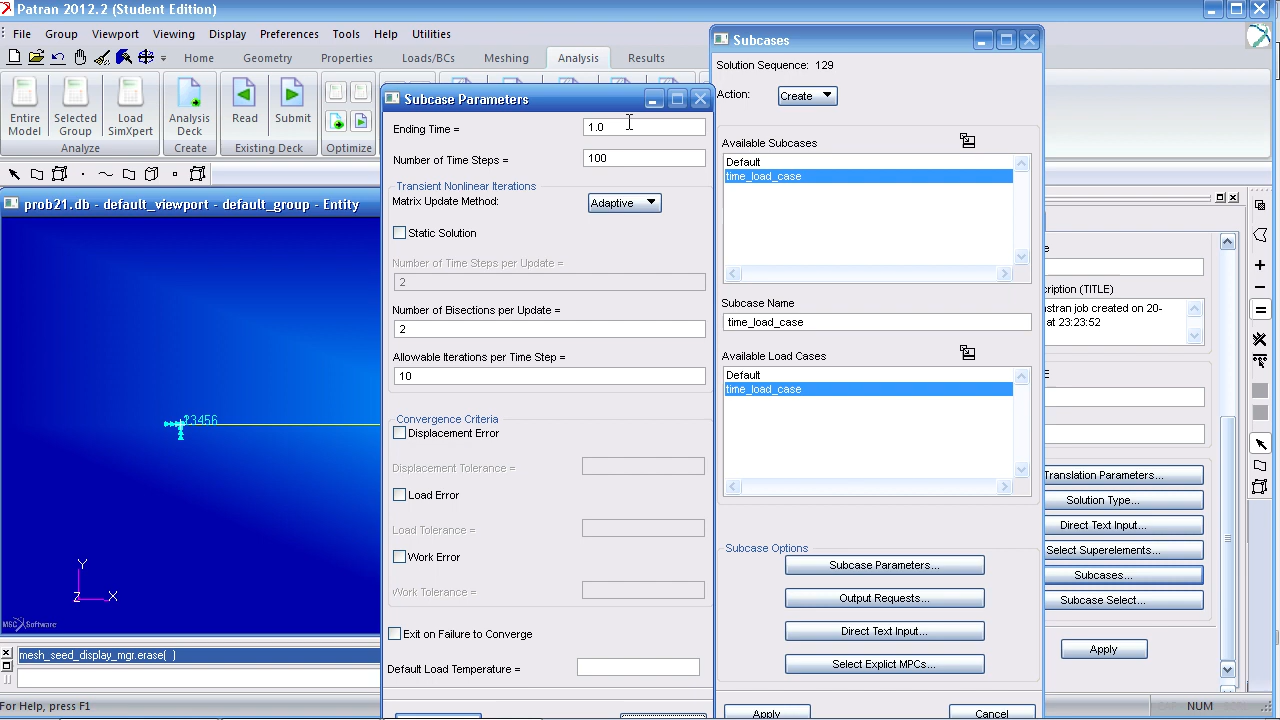 Patran 2012.2 (Student Edition)
File Group Viewport Viewing Display Preferences Tools Help Utilities
Home Geometry Properties Loads/BCs Meshing Analysis Results
Entire Model
Selected Group
Load SimXpert
Analysis Deck
Read
Submit
Analyze Create Existing Deck Optimize
prob21.db - default_viewport - default_group - Entity
23456
Y
Z X
MSC Software
mesh_seed_display_mgr.erase( )
For Help, press F1
NUM
Subcase Parameters
Ending Time = 1.0
Number of Time Steps = 100
Transient Nonlinear Iterations
Matrix Update Method: Adaptive
Static Solution
Number of Time Steps per Update =
2
Number of Bisections per Update =
2
Allowable Iterations per Time Step =
10
Convergence Criteria
Displacement Error
Displacement Tolerance =
Load Error
Load Tolerance =
Work Error
Work Tolerance =
Exit on Failure to Converge
Default Load Temperature =
Subcases
Solution Sequence: 129
Action: Create
Available Subcases
Default
time_load_case
Subcase Name
time_load_case
Available Load Cases
Default
time_load_case
Subcase Options
Subcase Parameters...
Output Requests...
Direct Text Input...
Select Explict MPCs...
Apply Cancel
cription (TITLE)
stran job created on 20-
at 23:23:52
Translation Parameters...
Solution Type...
Direct Text Input...
Select Superelements...
Subcases...
Subcase Select...
Apply